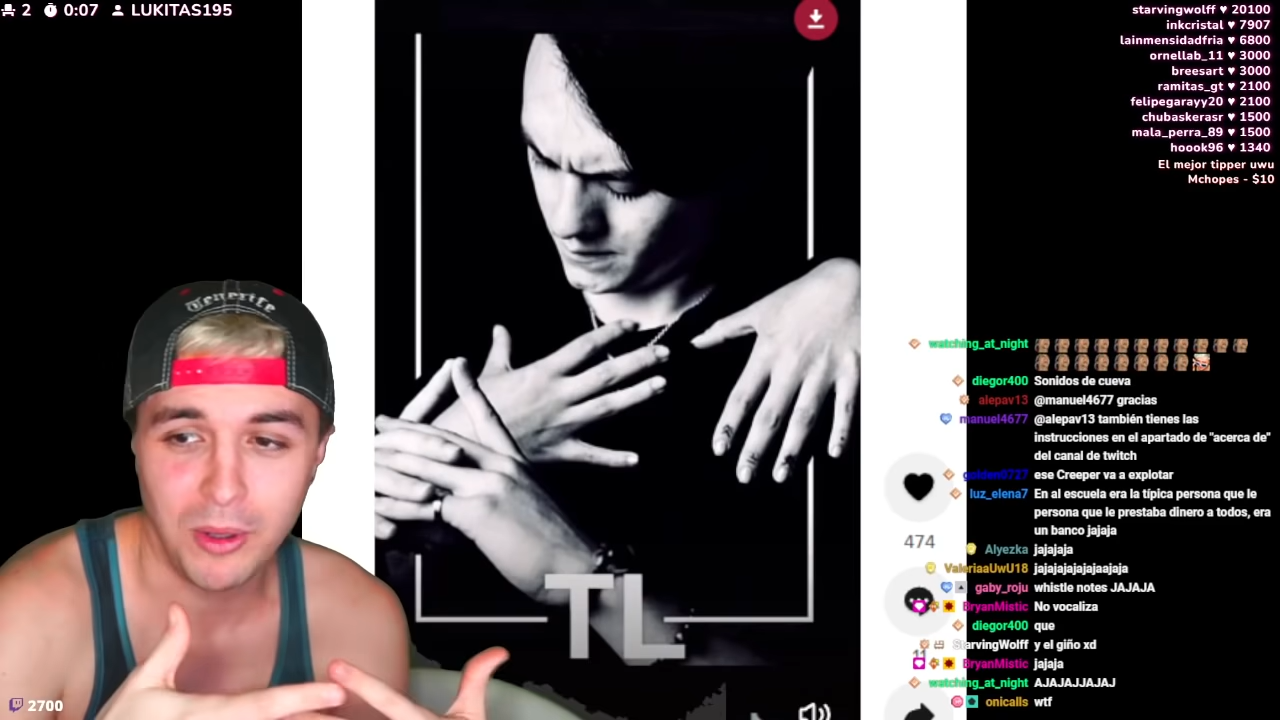 2 0:07 LUKITAS195
starvingwolff ♥ 20100
inkcristal ♥ 7907
lainmensidadfria ♥ 6800
ornellab_11 ♥ 3000
breesart ♥ 3000
ramitas_gt ♥ 2100
felipegarayy20 ♥ 2100
chubaskerasr ♥ 1500
mala_perra_89 ♥ 1500
hoook96 ♥ 1340
El mejor tipper uwu
Mchopes - $10
Tenerife
TL
474
11
watching_at_night
diegor400 Sonidos de cueva
alepav13 @manuel4677 gracias
manuel4677 @alepav13 también tienes las
instrucciones en el apartado de "acerca de"
del canal de twitch
ese Creeper va a explotar
luz_elena7 En al escuela era la típica persona que le
persona que le prestaba dinero a todos, era
un banco jajaja
Alyezka jajajaja
ValeriaaUwU18 jajajajajajaajaja
gaby_roju whistle notes JAJAJA
BryanMistic No vocaliza
diegor400 que
StarvingWolff y el giño xd
BryanMistic jajaja
watching_at_night AJAJAJJAJAJ
onicalls wtf
2700